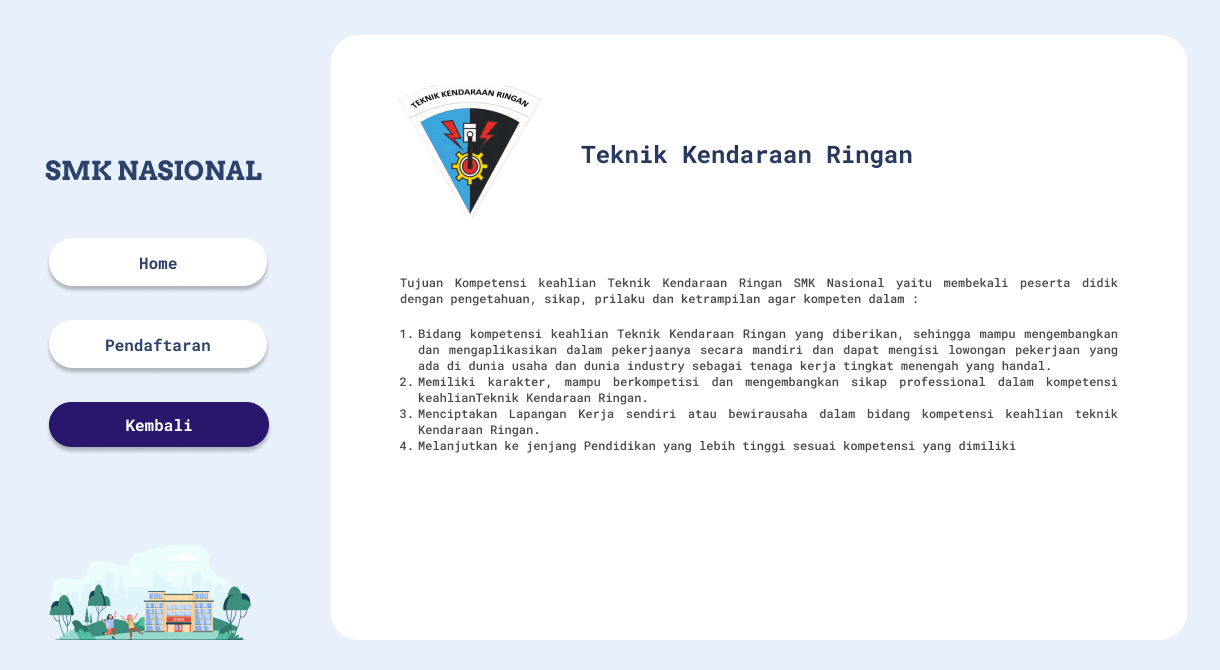 SMK NASIONAL
Home
Pendaftaran
Kembali
TEKNIK KENDARAAN RINGAN
Teknik Kendaraan Ringan
Tujuan Kompetensi keahlian Teknik Kendaraan Ringan SMK Nasional yaitu membekali peserta didik
dengan pengetahuan, sikap, prilaku dan ketrampilan agar kompeten dalam :
1. Bidang kompetensi keahlian Teknik Kendaraan Ringan yang diberikan, sehingga mampu mengembangkan
dan mengaplikasikan dalam pekerjaanya secara mandiri dan dapat mengisi lowongan pekerjaan yang
ada di dunia usaha dan dunia industry sebagai tenaga kerja tingkat menengah yang handal.
2. Memiliki karakter, mampu berkompetisi dan mengembangkan sikap professional dalam kompetensi
keahlianTeknik Kendaraan Ringan.
3. Menciptakan Lapangan Kerja sendiri atau bewirausaha dalam bidang kompetensi keahlian teknik
Kendaraan Ringan.
4. Melanjutkan ke jenjang Pendidikan yang lebih tinggi sesuai kompetensi yang dimiliki